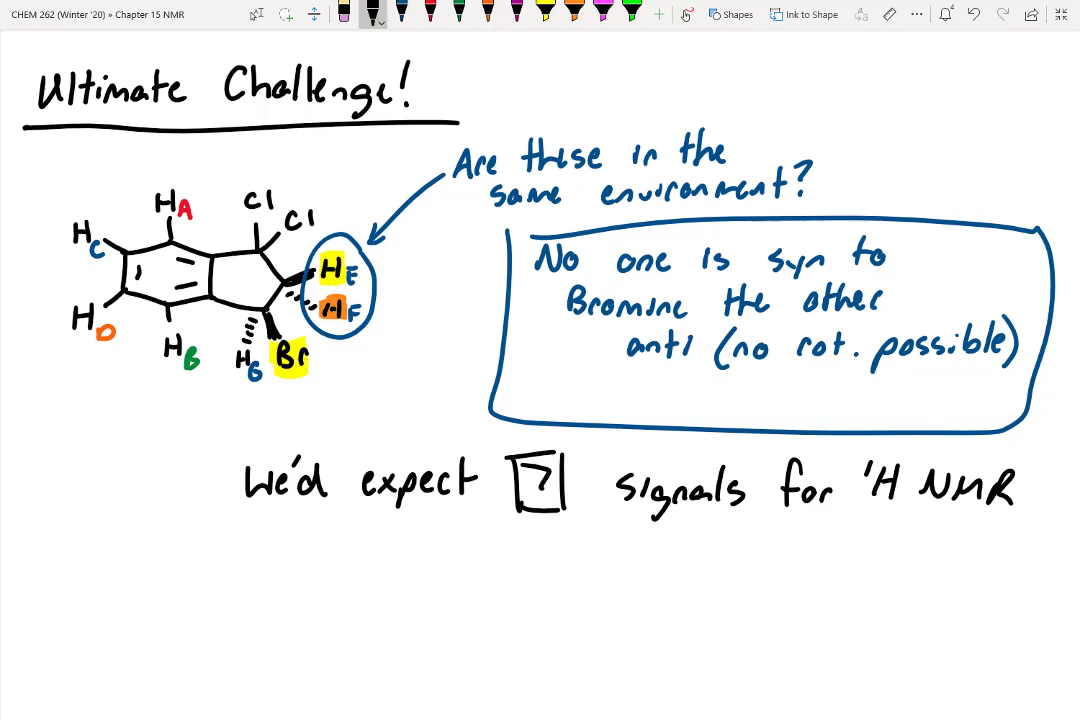 CHEM 262 (Winter '20) » Chapter 15 NMR
Shapes
Ink to Shape
4
Ultimate Challenge!
Are these in the
same environment?
HA
Cl
Cl
HC
HE
HF
HD
HB
HG
Br
No one is syn to
Bromine the other
anti (no rot. possible)
We'd expect ? signals for 'H NMR